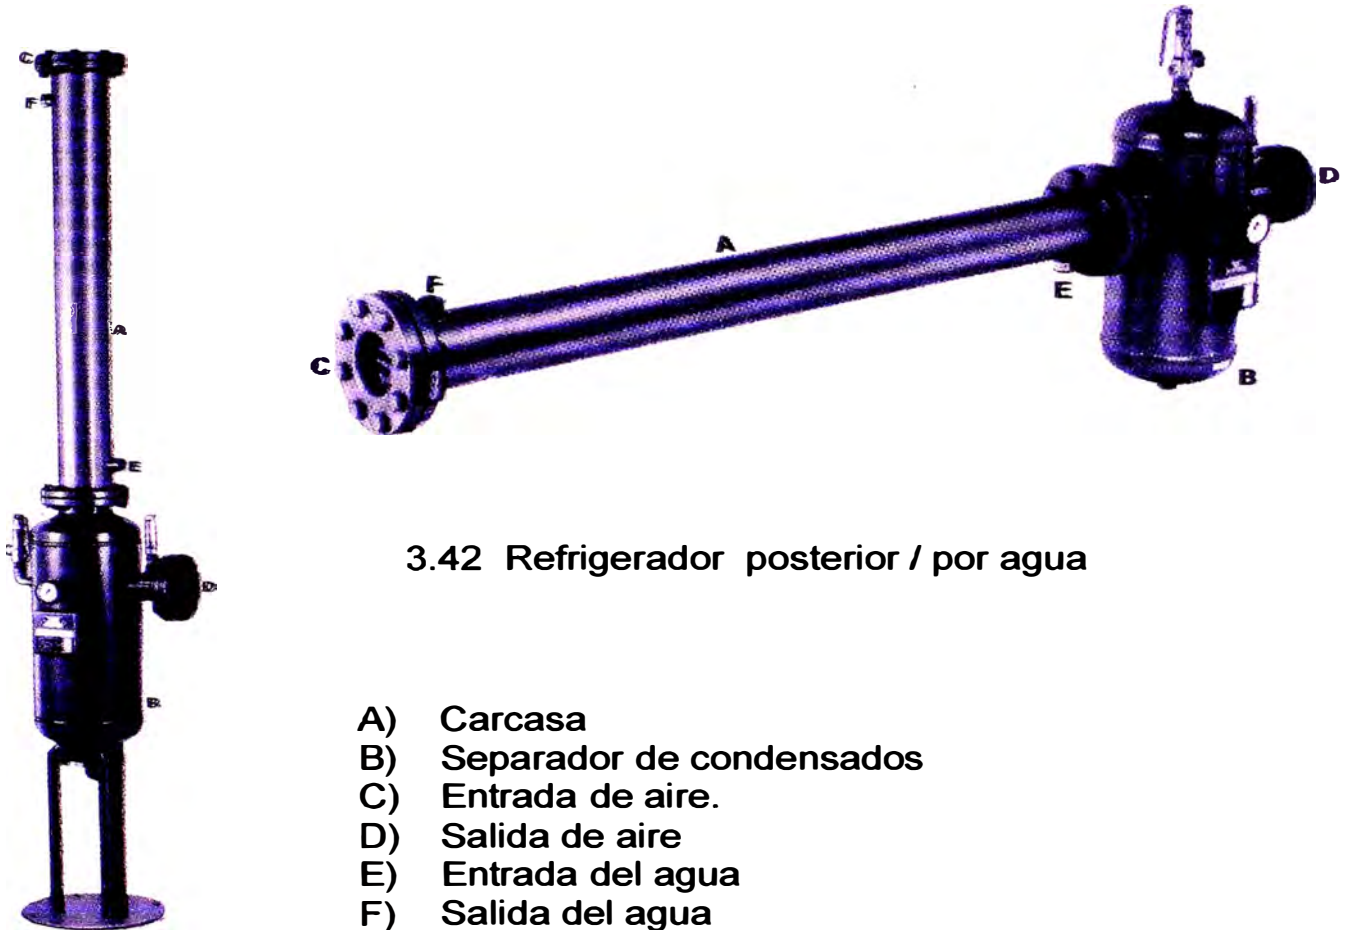 C
F
A
E
D
B
A
F
E
C
D
B
3.42 Refrigerador posterior / por agua
A) Carcasa
B) Separador de condensados
C) Entrada de aire.
D) Salida de aire
E) Entrada del agua
F) Salida del agua